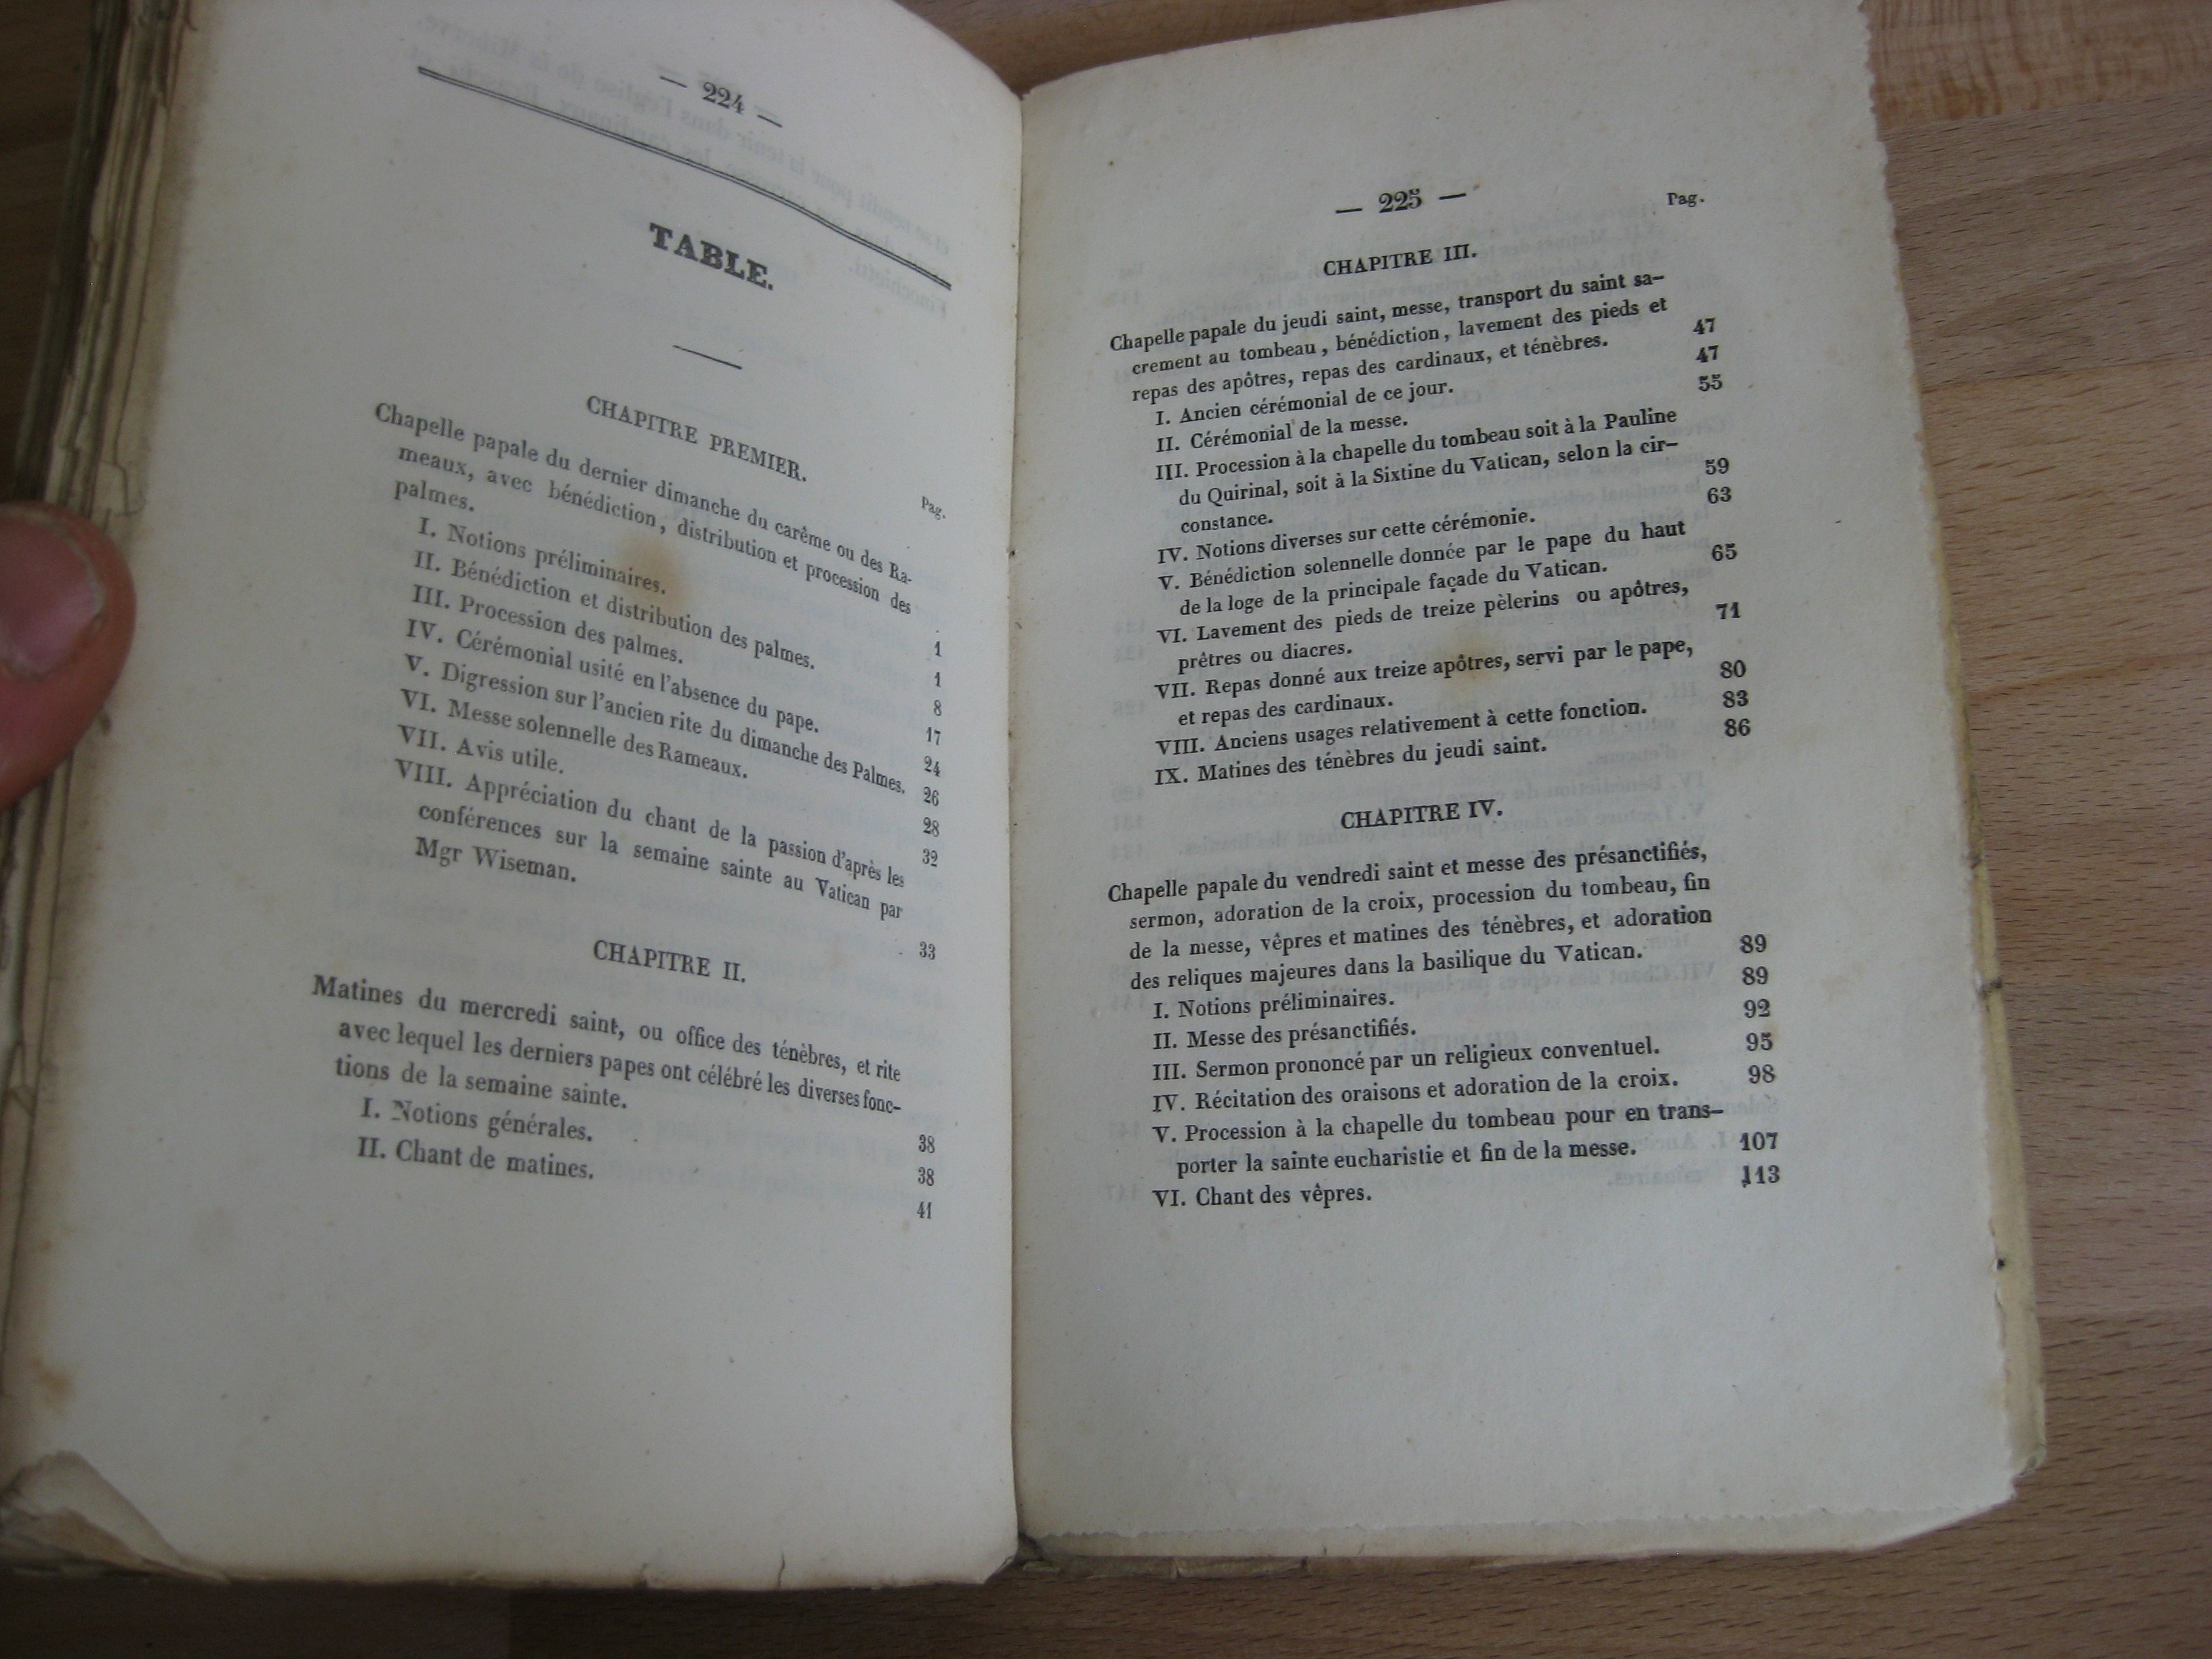 — 224 —
TABLE.
CHAPITRE PREMIER.
Pag.
Chapelle papale du dernier dimanche du carême ou des Ra-
meaux, avec bénédiction, distribution et procession des
palmes. 1
I. Notions préliminaires. 1
II. Bénédiction et distribution des palmes. 8
III. Procession des palmes. 17
IV. Cérémonial usité en l'absence du pape. 24
V. Digression sur l'ancien rite du dimanche des Palmes. 26
VI. Messe solennelle des Rameaux. 28
VII. Avis utile. 32
VIII. Appréciation du chant de la passion d'après les
conférences sur la semaine sainte au Vatican par
Mgr Wiseman. 33
CHAPITRE II.
Matines du mercredi saint, ou office des ténèbres, et rite
avec lequel les derniers papes ont célébré les diverses fonc-
tions de la semaine sainte. 38
I. Notions générales. 38
II. Chant de matines. 41
— 225 —
Pag.
CHAPITRE III.
Chapelle papale du jeudi saint, messe, transport du saint sa-
crement au tombeau, bénédiction, lavement des pieds et
repas des apôtres, repas des cardinaux, et ténèbres. 47
I. Ancien cérémonial de ce jour. 47
II. Cérémonial de la messe. 55
III. Procession à la chapelle du tombeau soit à la Pauline
du Quirinal, soit à la Sixtine du Vatican, selon la cir-
constance. 59
IV. Notions diverses sur cette cérémonie. 63
V. Bénédiction solennelle donnée par le pape du haut
de la loge de la principale façade du Vatican. 65
VI. Lavement des pieds de treize pèlerins ou apôtres,
prêtres ou diacres. 71
VII. Repas donné aux treize apôtres, servi par le pape,
et repas des cardinaux. 80
VIII. Anciens usages relativement à cette fonction. 83
IX. Matines des ténèbres du jeudi saint. 86
CHAPITRE IV.
Chapelle papale du vendredi saint et messe des présanctifiés,
sermon, adoration de la croix, procession du tombeau, fin
de la messe, vêpres et matines des ténèbres, et adoration
des reliques majeures dans la basilique du Vatican. 89
I. Notions préliminaires. 89
II. Messe des présanctifiés. 92
III. Sermon prononcé par un religieux conventuel. 95
IV. Récitation des oraisons et adoration de la croix. 98
V. Procession à la chapelle du tombeau pour en trans-
porter la sainte eucharistie et fin de la messe. 107
VI. Chant des vêpres. 113